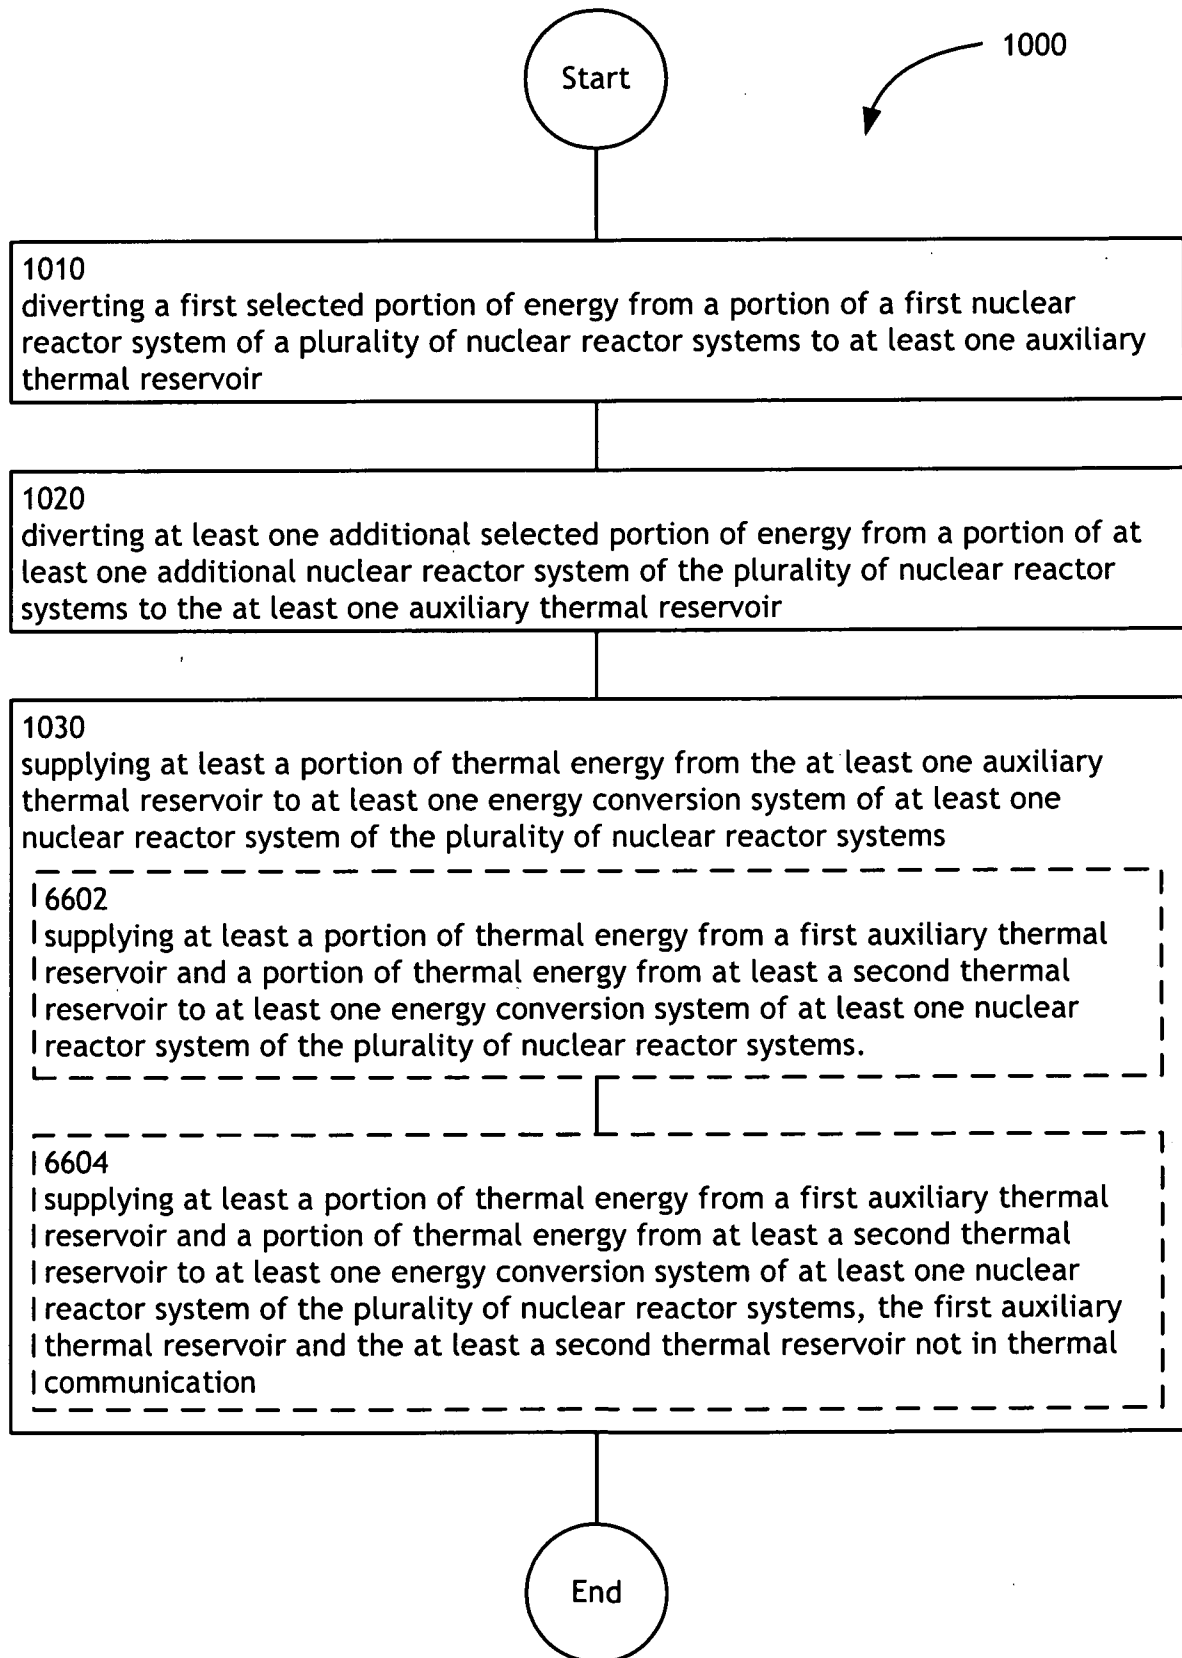 Start
1000
1010
diverting a first selected portion of energy from a portion of a first nuclear
reactor system of a plurality of nuclear reactor systems to at least one auxiliary
thermal reservoir
1020
diverting at least one additional selected portion of energy from a portion of at
least one additional nuclear reactor system of the plurality of nuclear reactor
systems to the at least one auxiliary thermal reservoir
1030
supplying at least a portion of thermal energy from the at least one auxiliary
thermal reservoir to at least one energy conversion system of at least one
nuclear reactor system of the plurality of nuclear reactor systems
6602
supplying at least a portion of thermal energy from a first auxiliary thermal
reservoir and a portion of thermal energy from at least a second thermal
reservoir to at least one energy conversion system of at least one nuclear
reactor system of the plurality of nuclear reactor systems.
6604
supplying at least a portion of thermal energy from a first auxiliary thermal
reservoir and a portion of thermal energy from at least a second thermal
reservoir to at least one energy conversion system of at least one nuclear
reactor system of the plurality of nuclear reactor systems, the first auxiliary
thermal reservoir and the at least a second thermal reservoir not in thermal
communication
End